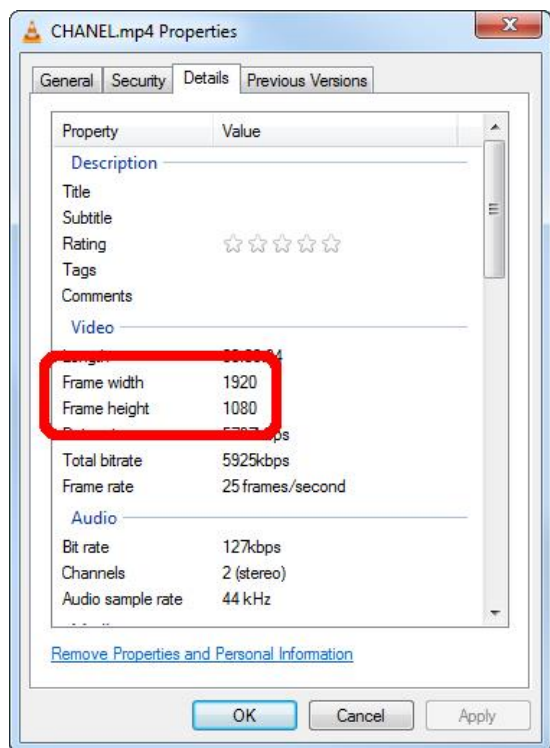 CHANEL.mp4 Properties
General Security Details Previous Versions
Property Value
Description
Title
Subtitle
Rating
Tags
Comments
Video
Frame width 1920
Frame height 1080
Total bitrate 5925kbps
Frame rate 25 frames/second
Audio
Bit rate 127kbps
Channels 2 (stereo)
Audio sample rate 44 kHz
Remove Properties and Personal Information
OK Cancel Apply